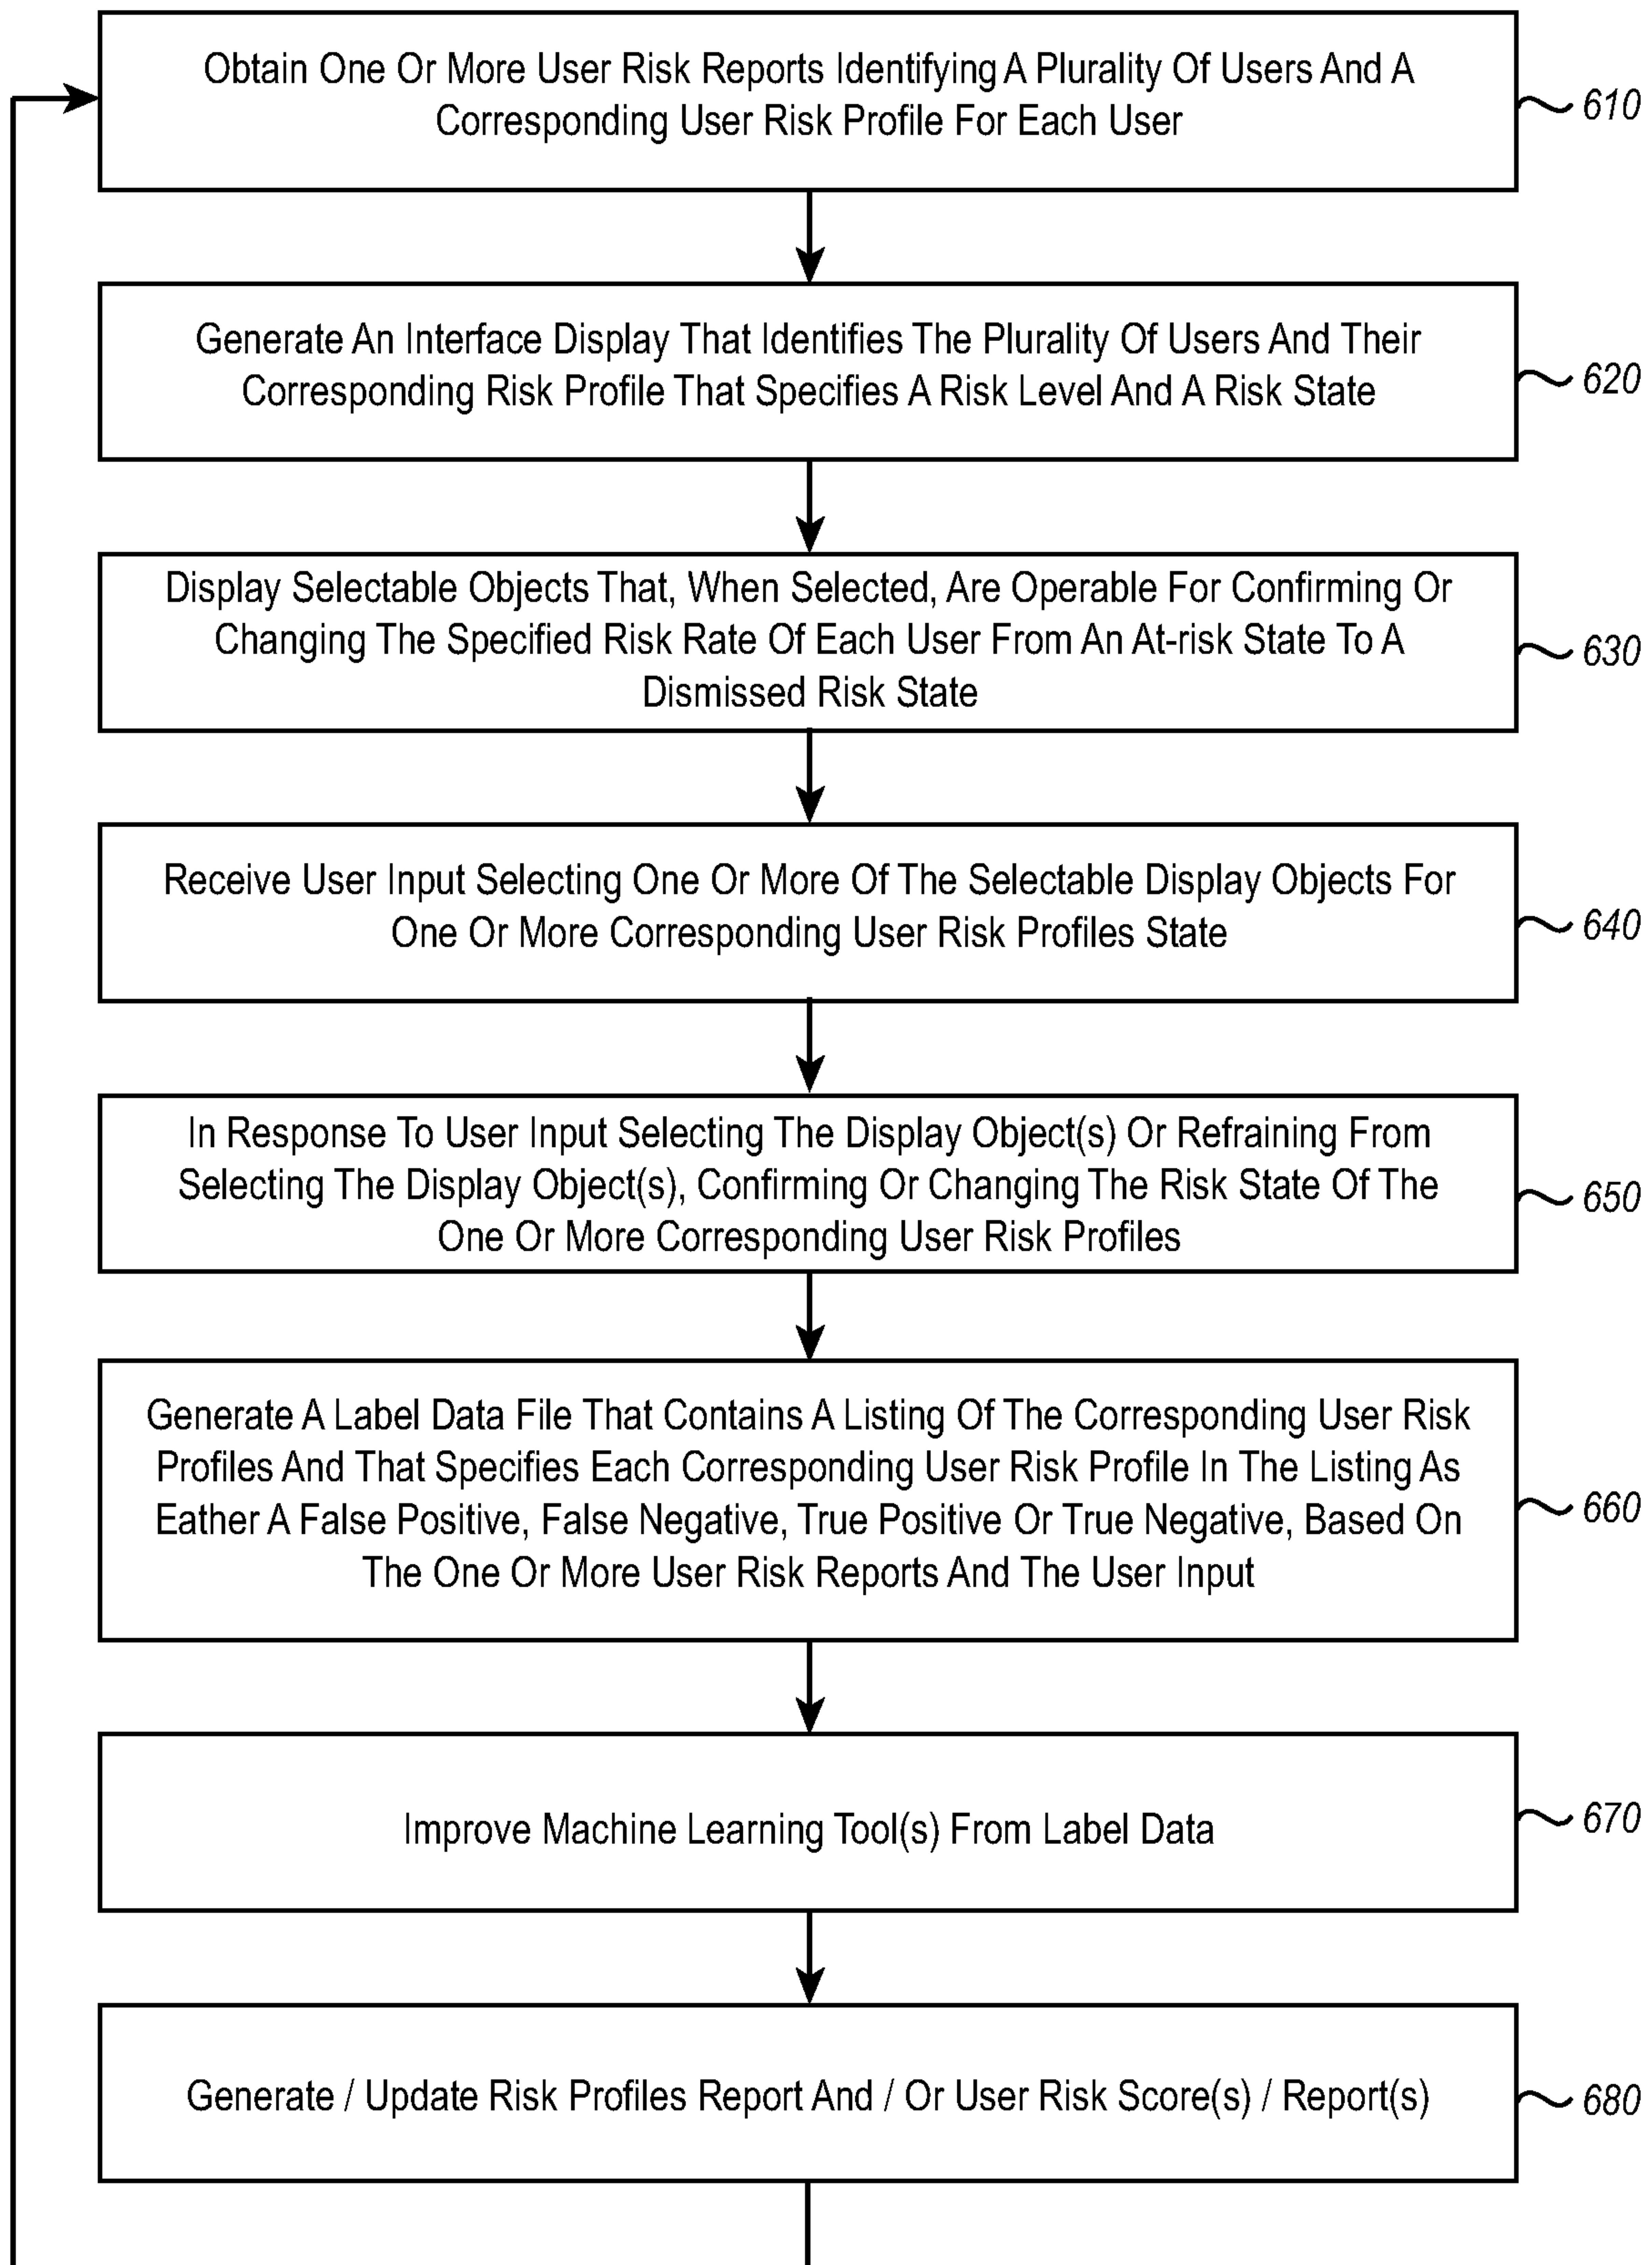 Obtain One Or More User Risk Reports Identifying A Plurality Of Users And A
Corresponding User Risk Profile For Each User
610
Generate An Interface Display That Identifies The Plurality Of Users And Their
Corresponding Risk Profile That Specifies A Risk Level And A Risk State
620
Display Selectable Objects That, When Selected, Are Operable For Confirming Or
Changing The Specified Risk Rate Of Each User From An At-risk State To A
Dismissed Risk State
630
Receive User Input Selecting One Or More Of The Selectable Display Objects For
One Or More Corresponding User Risk Profiles State
640
In Response To User Input Selecting The Display Object(s) Or Refraining From
Selecting The Display Object(s), Confirming Or Changing The Risk State Of The
One Or More Corresponding User Risk Profiles
650
Generate A Label Data File That Contains A Listing Of The Corresponding User Risk
Profiles And That Specifies Each Corresponding User Risk Profile In The Listing As
Eather A False Positive, False Negative, True Positive Or True Negative, Based On
The One Or More User Risk Reports And The User Input
660
Improve Machine Learning Tool(s) From Label Data
670
Generate / Update Risk Profiles Report And / Or User Risk Score(s) / Report(s)
680